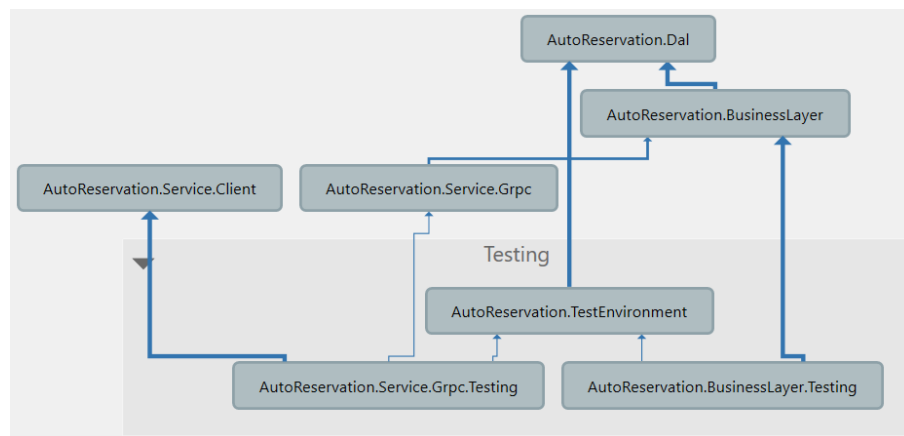 AutoReservation.Dal
AutoReservation.BusinessLayer
AutoReservation.Service.Client
AutoReservation.Service.Grpc
Testing
AutoReservation.TestEnvironment
AutoReservation.Service.Grpc.Testing
AutoReservation.BusinessLayer.Testing